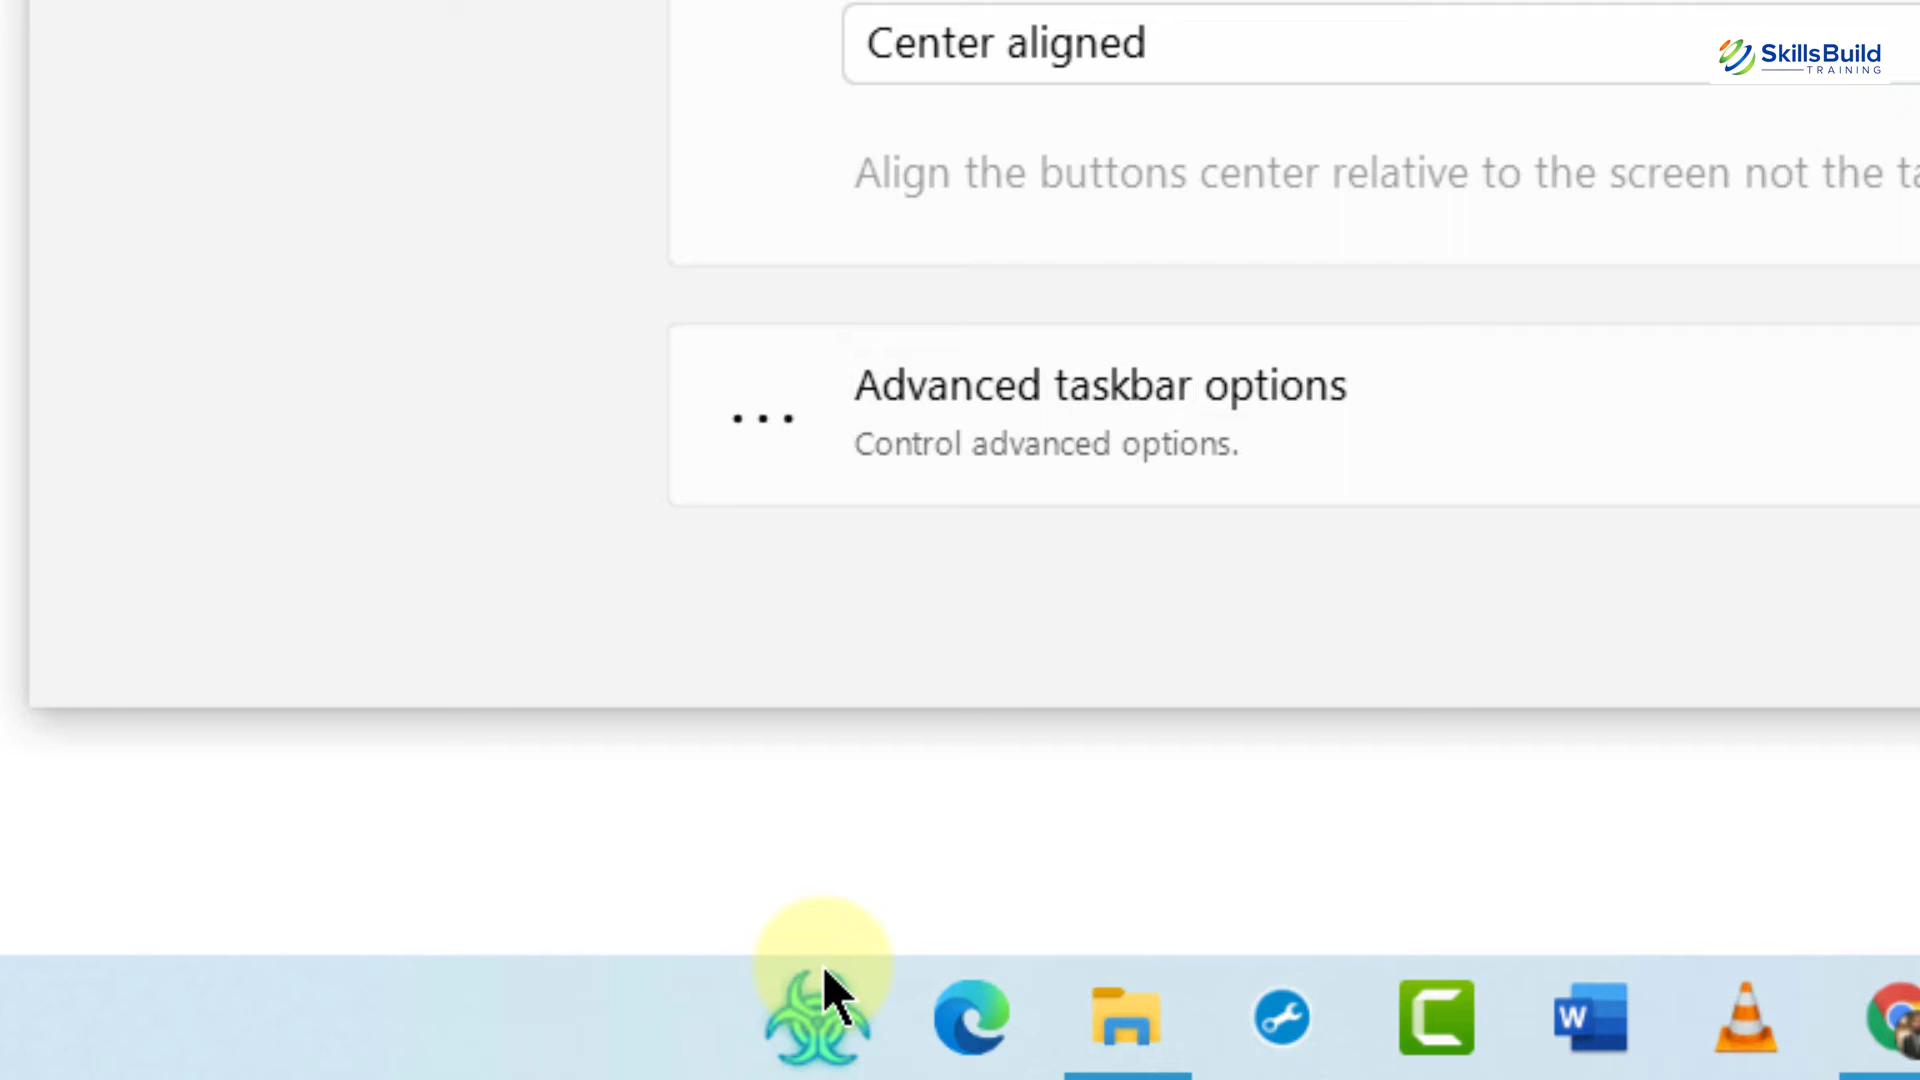 Center aligned
SkillsBuild
TRAINING
Align the buttons center relative to the screen not the
Advanced taskbar options
Control advanced options.
W